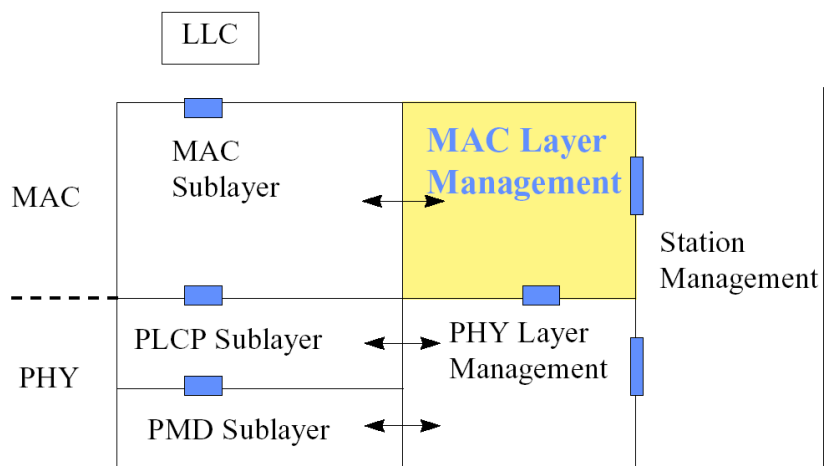 LLC
MAC
MAC
Sublayer
MAC Layer
Management
Station
Management
PHY
PLCP Sublayer
PHY Layer
Management
PMD Sublayer